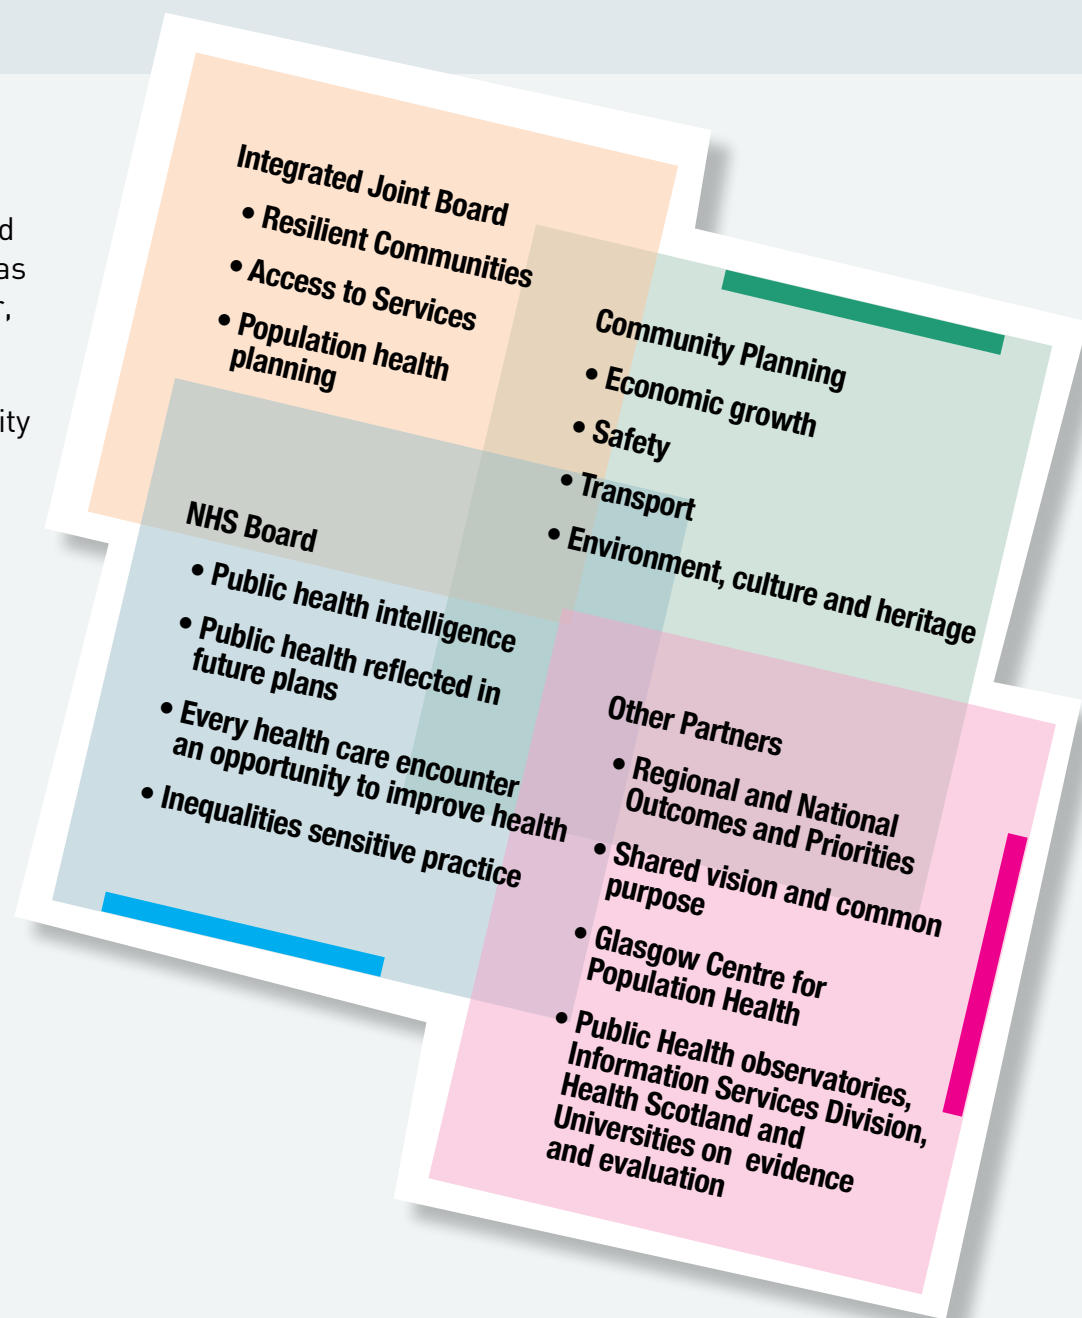 d
as
r,
ity
Integrated Joint Board
• Resilient Communities
• Access to Services
• Population health
planning
Community Planning
• Economic growth
• Safety
• Transport
• Environment, culture and heritage
NHS Board
• Public health intelligence
• Public health reflected in
future plans
• Every health care encounter
an opportunity to improve health
• Inequalities sensitive practice
Other Partners
• Regional and National
Outcomes and Priorities
• Shared vision and common
purpose
• Glasgow Centre for
Population Health
• Public Health observatories,
Information Services Division,
Health Scotland and
Universities on evidence
and evaluation